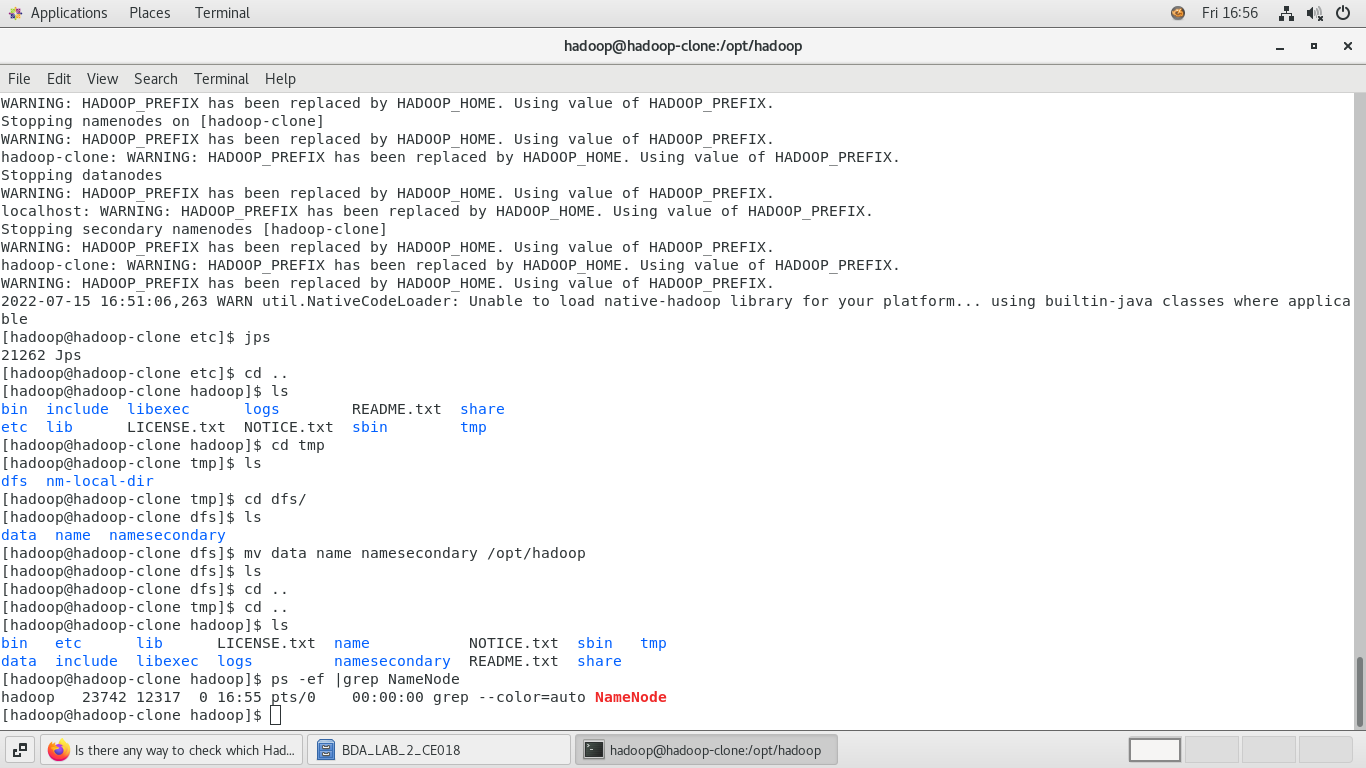 Applications Places Terminal Fri 16:56
hadoop@hadoop-clone:/opt/hadoop
File Edit View Search Terminal Help
WARNING: HADOOP_PREFIX has been replaced by HADOOP_HOME. Using value of HADOOP_PREFIX.
Stopping namenodes on [hadoop-clone]
WARNING: HADOOP_PREFIX has been replaced by HADOOP_HOME. Using value of HADOOP_PREFIX.
hadoop-clone: WARNING: HADOOP_PREFIX has been replaced by HADOOP_HOME. Using value of HADOOP_PREFIX.
Stopping datanodes
WARNING: HADOOP_PREFIX has been replaced by HADOOP_HOME. Using value of HADOOP_PREFIX.
localhost: WARNING: HADOOP_PREFIX has been replaced by HADOOP_HOME. Using value of HADOOP_PREFIX.
Stopping secondary namenodes [hadoop-clone]
WARNING: HADOOP_PREFIX has been replaced by HADOOP_HOME. Using value of HADOOP_PREFIX.
hadoop-clone: WARNING: HADOOP_PREFIX has been replaced by HADOOP_HOME. Using value of HADOOP_PREFIX.
WARNING: HADOOP_PREFIX has been replaced by HADOOP_HOME. Using value of HADOOP_PREFIX.
2022-07-15 16:51:06,263 WARN util.NativeCodeLoader: Unable to load native-hadoop library for your platform... using builtin-java classes where applica
ble
[hadoop@hadoop-clone etc]$ jps
21262 Jps
[hadoop@hadoop-clone etc]$ cd ..
[hadoop@hadoop-clone hadoop]$ ls
bin  include  libexec      logs        README.txt  share
etc  lib      LICENSE.txt  NOTICE.txt  sbin        tmp
[hadoop@hadoop-clone hadoop]$ cd tmp
[hadoop@hadoop-clone tmp]$ ls
dfs  nm-local-dir
[hadoop@hadoop-clone tmp]$ cd dfs/
[hadoop@hadoop-clone dfs]$ ls
data  name  namesecondary
[hadoop@hadoop-clone dfs]$ mv data name namesecondary /opt/hadoop
[hadoop@hadoop-clone dfs]$ ls
[hadoop@hadoop-clone dfs]$ cd ..
[hadoop@hadoop-clone tmp]$ cd ..
[hadoop@hadoop-clone hadoop]$ ls
bin   etc      lib      LICENSE.txt  name           NOTICE.txt  sbin   tmp
data  include  libexec  logs         namesecondary  README.txt  share
[hadoop@hadoop-clone hadoop]$ ps -ef |grep NameNode
hadoop   23742 12317  0 16:55 pts/0    00:00:00 grep --color=auto NameNode
[hadoop@hadoop-clone hadoop]$
Is there any way to check which Had... BDA_LAB_2_CE018 hadoop@hadoop-clone:/opt/hadoop